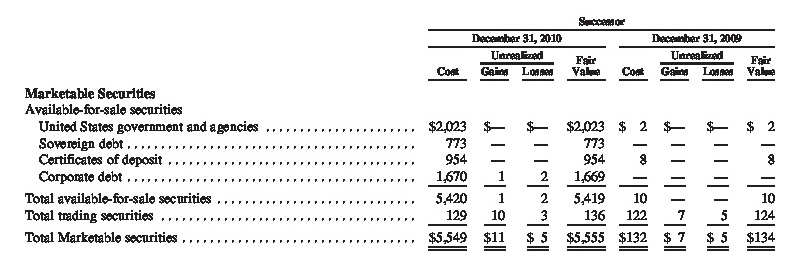 Successor
December 31, 2010 December 31, 2009
Unrealized Fair Unrealized Fair
Cost Gains Losses Value Cost Gains Losses Value
Marketable Securities
Available-for-sale securities
United States government and agencies ....................... $2,023 $— $— $2,023 $ 2 $— $— $ 2
Sovereign debt ............................................ 773 — — 773 — — — —
Certificates of deposit ...................................... 954 — — 954 8 — — 8
Corporate debt ............................................ 1,670 1 2 1,669 — — — —
Total available-for-sale securities .............................. 5,420 1 2 5,419 10 — — 10
Total trading securities ...................................... 129 10 3 136 122 7 5 124
Total Marketable securities ................................... $5,549 $11 $ 5 $5,555 $132 $ 7 $ 5 $134